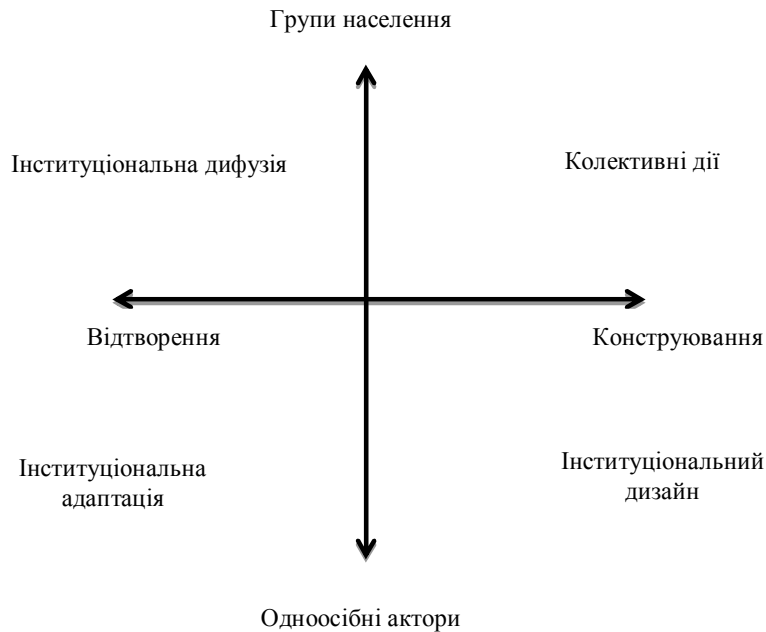 Групи населення
Інституціональна дифузія
Колективні дії
Відтворення
Конструювання
Інституціональна
адаптація
Інституціональний
дизайн
Одноосібні актори